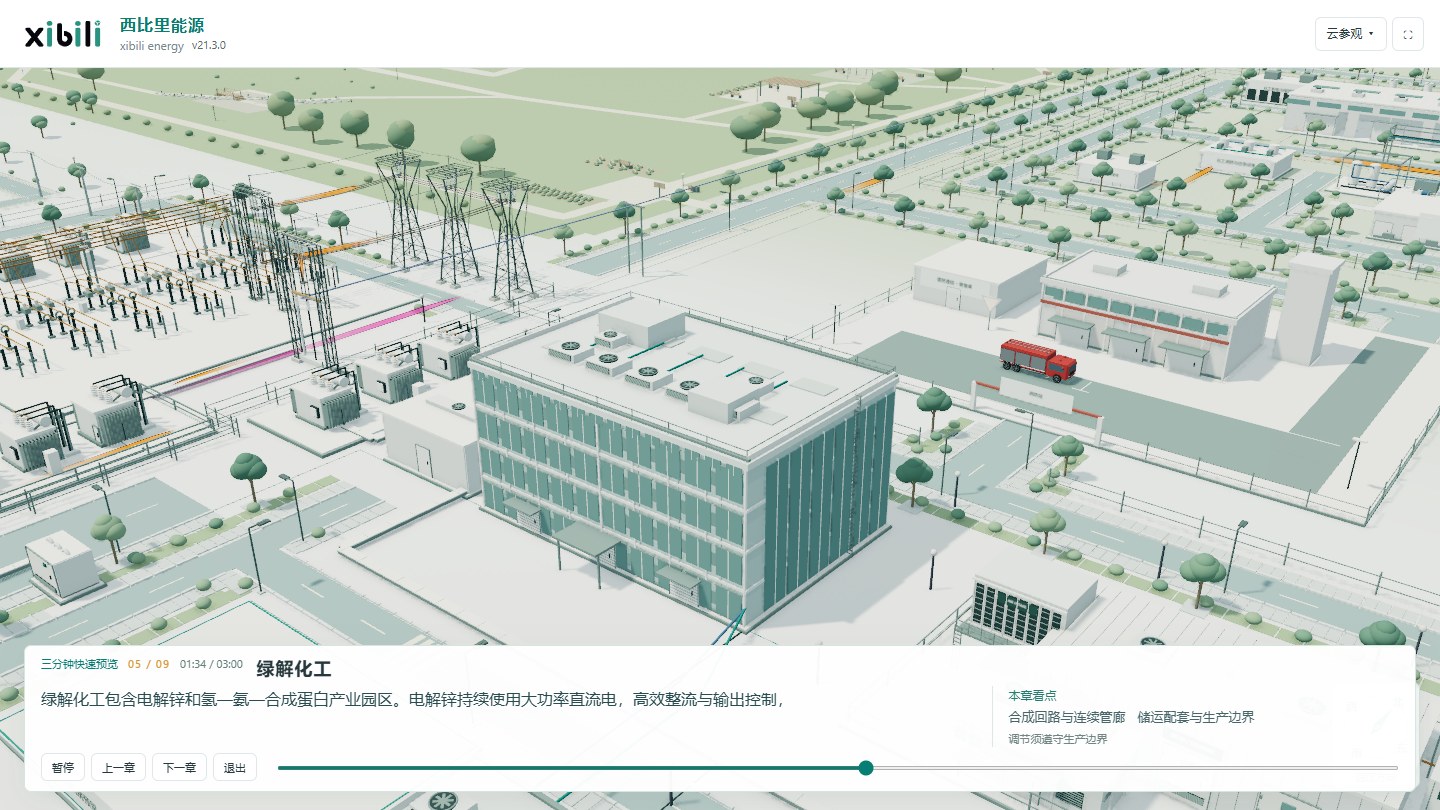 xibili
西比里能源
xibili energy v21.3.0
云参观
三分钟快速预览 05 / 09 01:34 / 03:00 绿解化工
绿解化工包含电解锌和氢—氨—合成蛋白产业园区。电解锌持续使用大功率直流电，高效整流与输出控制，
本章看点
合成回路与连续管廊 储运配套与生产边界
调节须遵守生产边界
暂停 上一章 下一章 退出